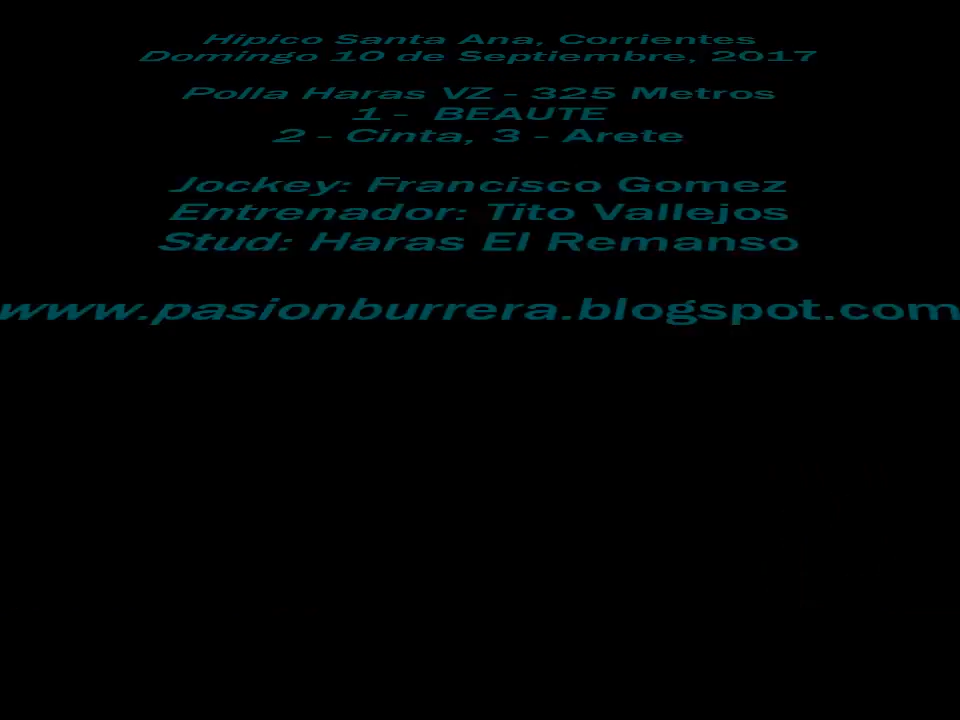 Hipico Santa Ana, Corrientes
Domingo 10 de Septiembre, 2017
Polla Haras VZ - 325 Metros
1 - BEAUTE
2 - Cinta, 3 - Arete
Jockey: Francisco Gomez
Entrenador: Tito Vallejos
Stud: Haras El Remanso
www.pasionburrera.blogspot.com